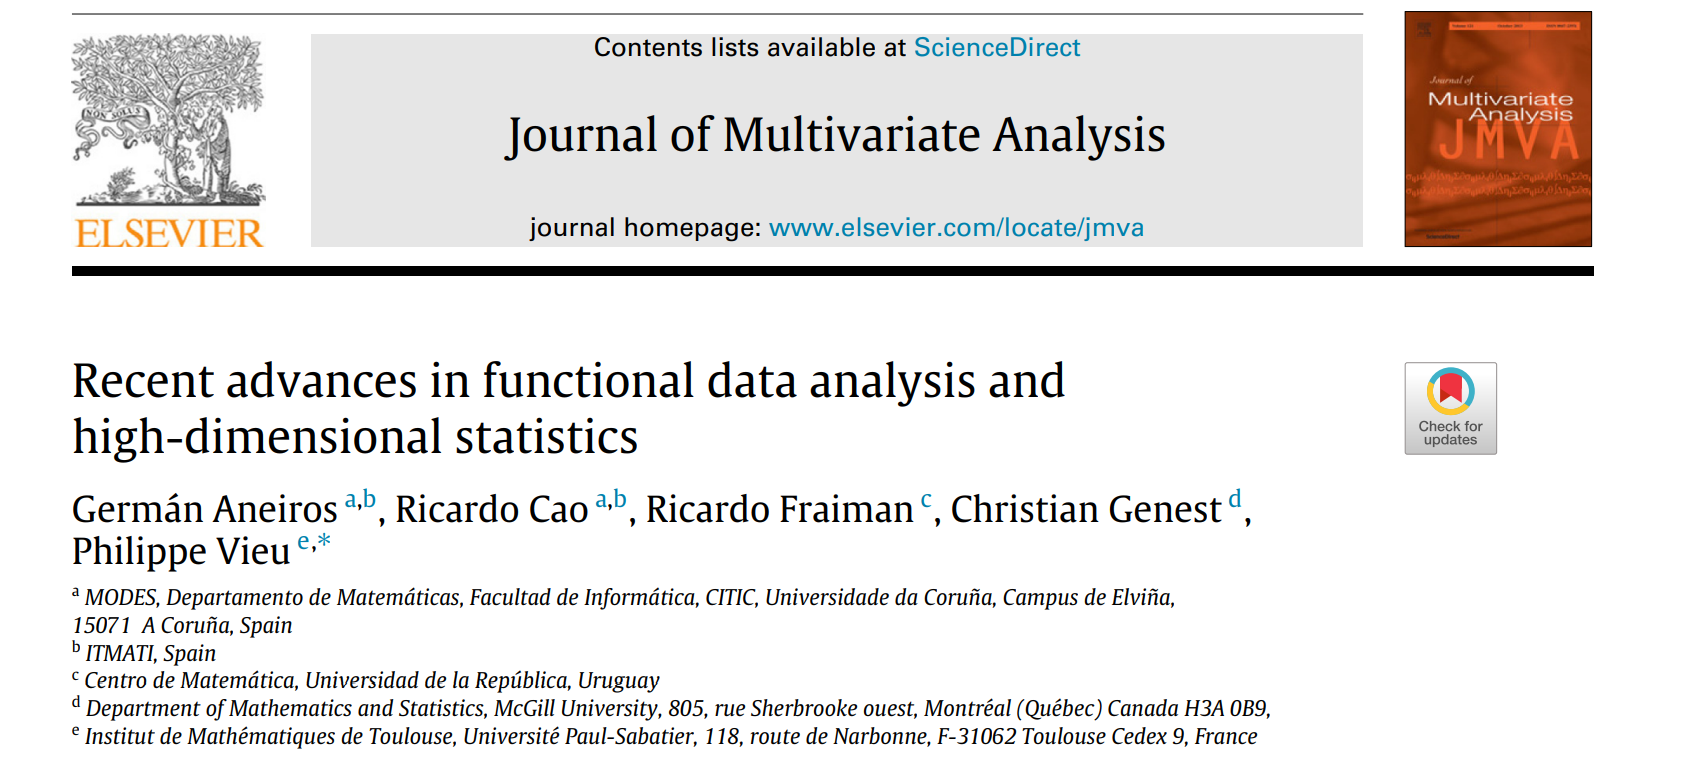 Contents lists available at ScienceDirect
Journal of Multivariate Analysis
journal homepage: www.elsevier.com/locate/jmva
ELSEVIER
Journal of
Multivariate
Analysis
JMVA
Recent advances in functional data analysis and
high-dimensional statistics
Check for
updates
Germán Aneiros a,b, Ricardo Cao a,b, Ricardo Fraiman c, Christian Genest d,
Philippe Vieu e,*
a MODES, Departamento de Matemáticas, Facultad de Informática, CITIC, Universidade da Coruña, Campus de Elviña,
15071 A Coruña, Spain
b ITMATI, Spain
c Centro de Matemática, Universidad de la República, Uruguay
d Department of Mathematics and Statistics, McGill University, 805, rue Sherbrooke ouest, Montréal (Québec) Canada H3A 0B9,
e Institut de Mathématiques de Toulouse, Université Paul-Sabatier, 118, route de Narbonne, F-31062 Toulouse Cedex 9, France